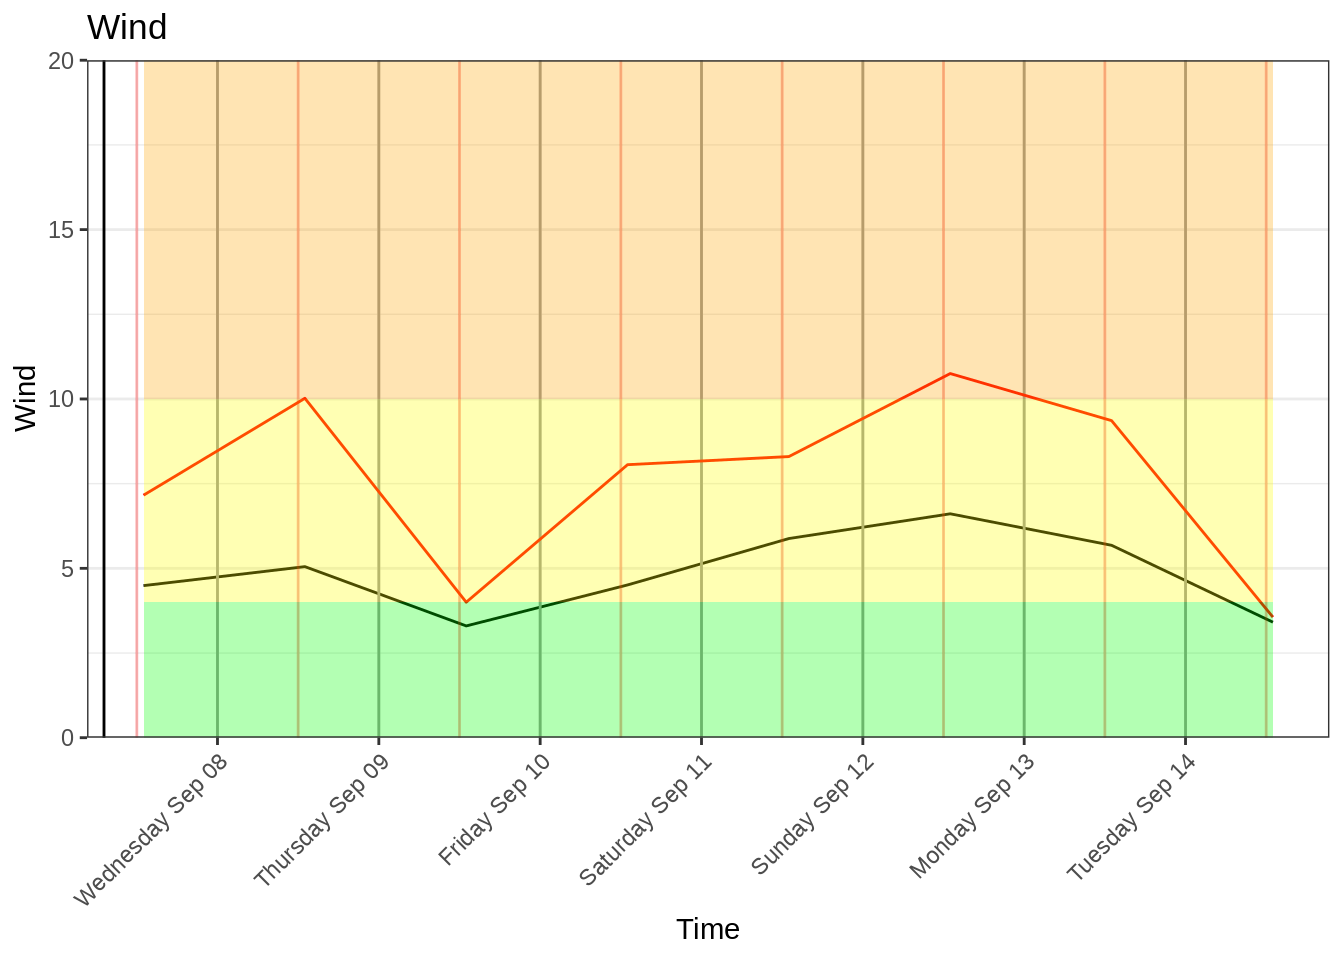 Wind
20
15
10
5
0
Wind
Wednesday Sep 08
Thursday Sep 09
Friday Sep 10
Saturday Sep 11
Sunday Sep 12
Monday Sep 13
Tuesday Sep 14
Time